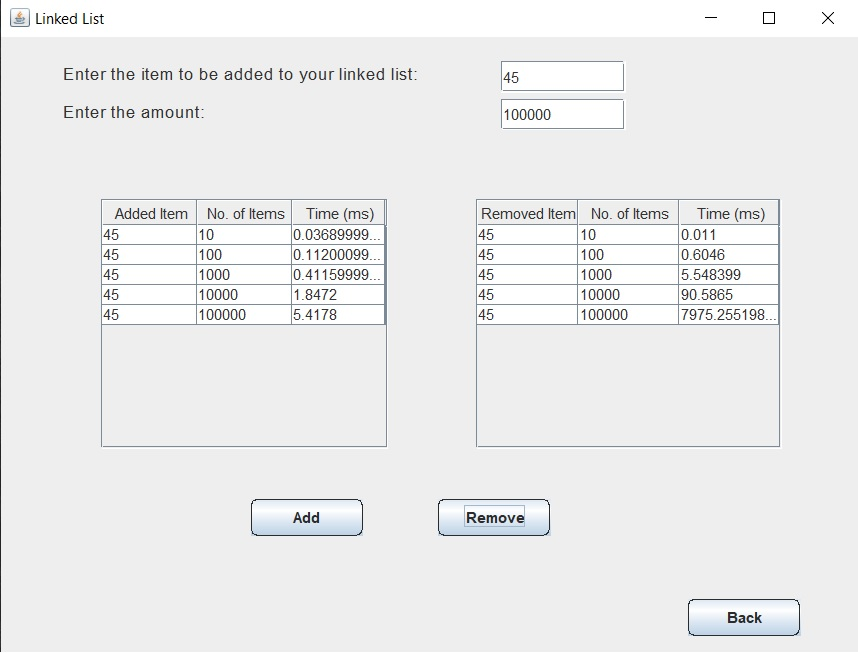 Linked List
Enter the item to be added to your linked list:
45
Enter the amount:
100000
Added Item No. of Items Time (ms)
45 10 0.03689999...
45 100 0.11200099...
45 1000 0.41159999...
45 10000 1.8472
45 100000 5.4178
Removed Item No. of Items Time (ms)
45 10 0.011
45 100 0.6046
45 1000 5.548399
45 10000 90.5865
45 100000 7975.255198...
Add
Remove
Back